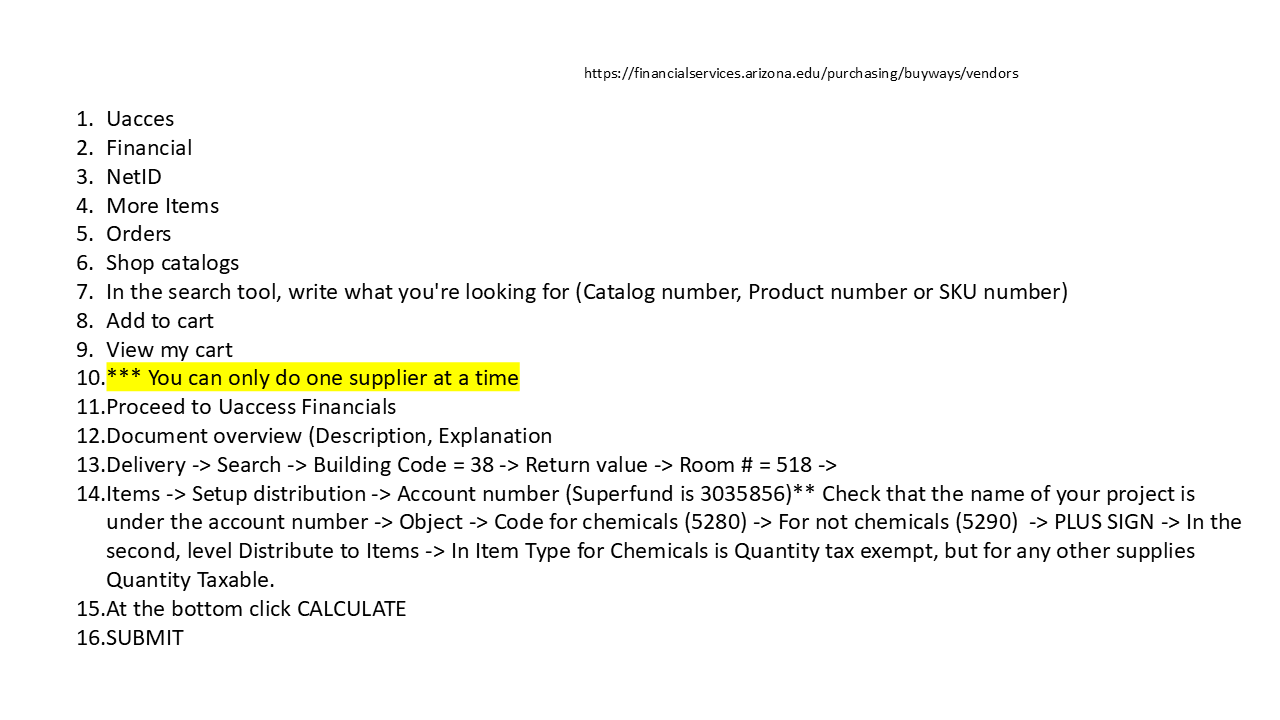 https://financialservices.arizona.edu/purchasing/buyways/vendors
1. Uacces
2. Financial
3. NetID
4. More Items
5. Orders
6. Shop catalogs
7. In the search tool, write what you're looking for (Catalog number, Product number or SKU number)
8. Add to cart
9. View my cart
10.*** You can only do one supplier at a time
11.Proceed to Uaccess Financials
12.Document overview (Description, Explanation
13.Delivery -> Search -> Building Code = 38 -> Return value -> Room # = 518 ->
14.Items -> Setup distribution -> Account number (Superfund is 3035856)** Check that the name of your project is
under the account number -> Object -> Code for chemicals (5280) -> For not chemicals (5290)  -> PLUS SIGN -> In the
second, level Distribute to Items -> In Item Type for Chemicals is Quantity tax exempt, but for any other supplies
Quantity Taxable.
15.At the bottom click CALCULATE
16.SUBMIT